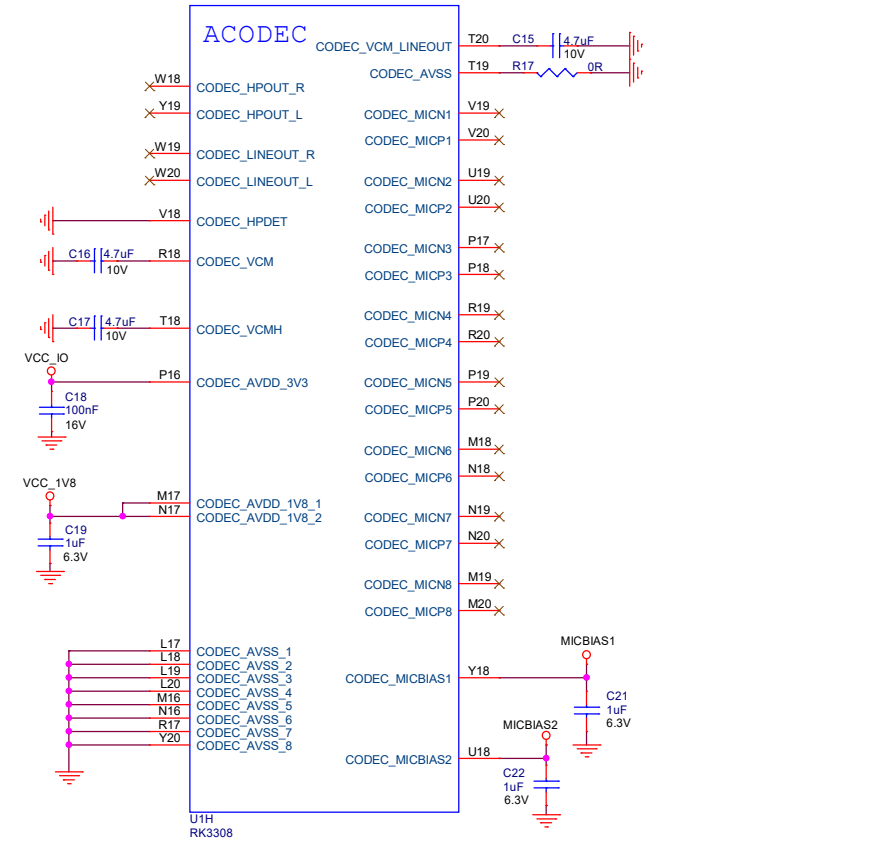 ACODEC
CODEC_VCM_LINEOUT T20 C15 4.7uF 10V
CODEC_AVSS T19 R17 0R
W18 CODEC_HPOUT_R
Y19 CODEC_HPOUT_L
CODEC_MICN1 V19
CODEC_MICP1 V20
W19 CODEC_LINEOUT_R
W20 CODEC_LINEOUT_L
CODEC_MICN2 U19
CODEC_MICP2 U20
V18 CODEC_HPDET
C16 4.7uF 10V R18 CODEC_VCM
CODEC_MICN3 P17
CODEC_MICP3 P18
C17 4.7uF 10V T18 CODEC_VCMH
CODEC_MICN4 R19
CODEC_MICP4 R20
VCC_IO
P16 CODEC_AVDD_3V3
C18
100nF
16V
CODEC_MICN5 P19
CODEC_MICP5 P20
CODEC_MICN6 M18
CODEC_MICP6 N18
VCC_1V8
M17 CODEC_AVDD_1V8_1
N17 CODEC_AVDD_1V8_2
C19
1uF
6.3V
CODEC_MICN7 N19
CODEC_MICP7 N20
CODEC_MICN8 M19
CODEC_MICP8 M20
L17 CODEC_AVSS_1
L18 CODEC_AVSS_2
L19 CODEC_AVSS_3
L20 CODEC_AVSS_4
M16 CODEC_AVSS_5
N16 CODEC_AVSS_6
R17 CODEC_AVSS_7
Y20 CODEC_AVSS_8
MICBIAS1
CODEC_MICBIAS1 Y18
C21
1uF
6.3V
MICBIAS2
CODEC_MICBIAS2 U18
C22
1uF
6.3V
U1H
RK3308